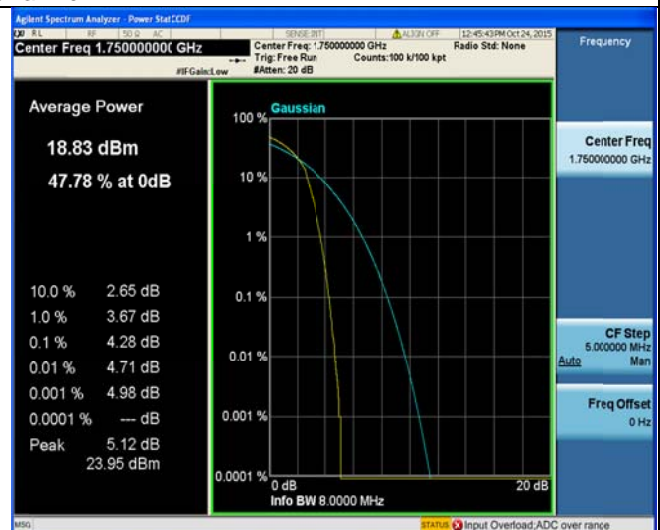 Agilent Spectrum Analyzer - Power Stat CCDF
RL RF 50 Ω AC SENSE:INT ALIGN OFF 12:45:43 PM Oct 24, 2015
Center Freq 1.750000000 GHz
Center Freq: 1.750000000 GHz
Radio Std: None
Trig: Free Run
Counts:100 k/100 kpt
#IFGain:Low
#Atten: 20 dB
Frequency
Average Power
18.83 dBm
47.78 % at 0dB
10.0 % 2.65 dB
1.0 % 3.67 dB
0.1 % 4.28 dB
0.01 % 4.71 dB
0.001 % 4.98 dB
0.0001 % --- dB
Peak 5.12 dB
23.95 dBm
Gaussian
100 %
10 %
1 %
0.1 %
0.01 %
0.001 %
0.0001 %
0 dB
20 dB
Info BW 8.0000 MHz
Center Freq
1.750000000 GHz
CF Step
5.000000 MHz
Auto Man
Freq Offset
0 Hz
MSG
STATUS Input Overload;ADC over range